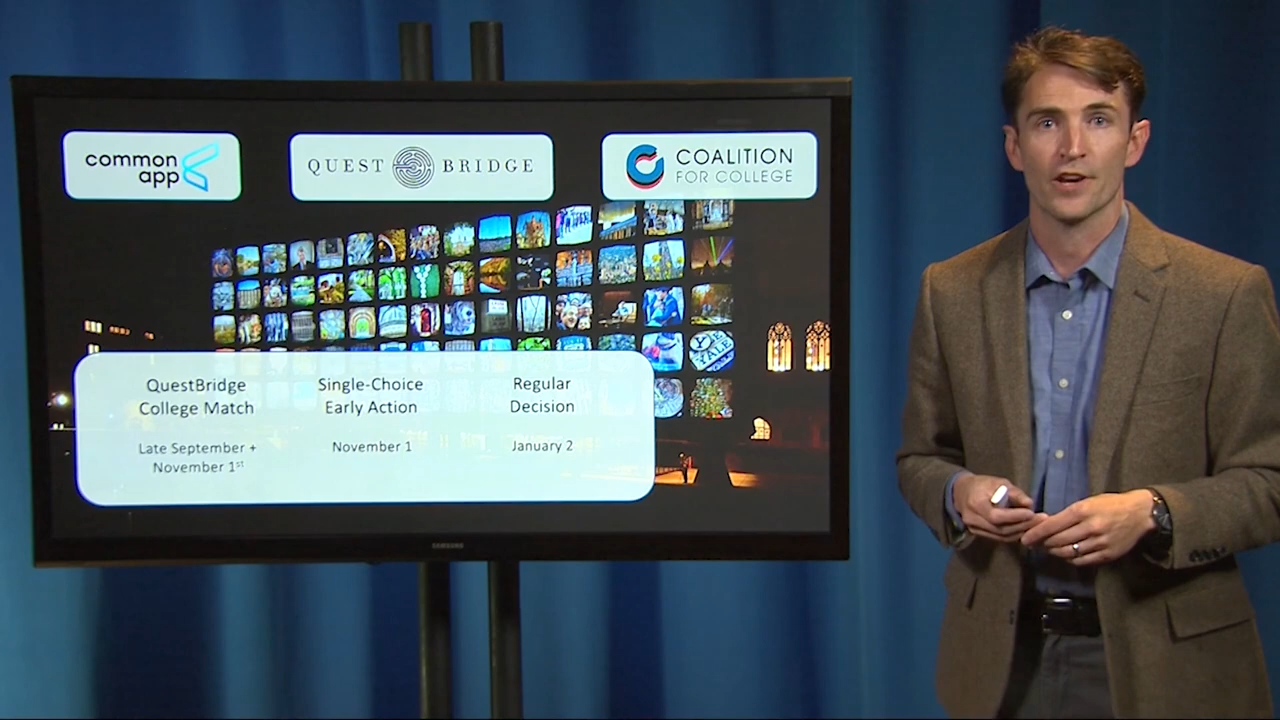 common
app
QUEST BRIDGE
COALITION
FOR COLLEGE
YALE
QuestBridge
College Match
Late September +
November 1st
Single-Choice
Early Action
November 1
Regular
Decision
January 2
SAMSUNG